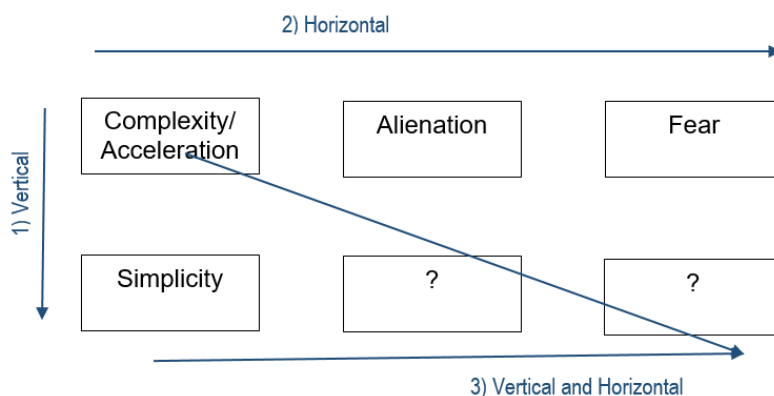 2) Horizontal
Complexity/
Acceleration
Alienation
Fear
1) Vertical
Simplicity
?
?
3) Vertical and Horizontal